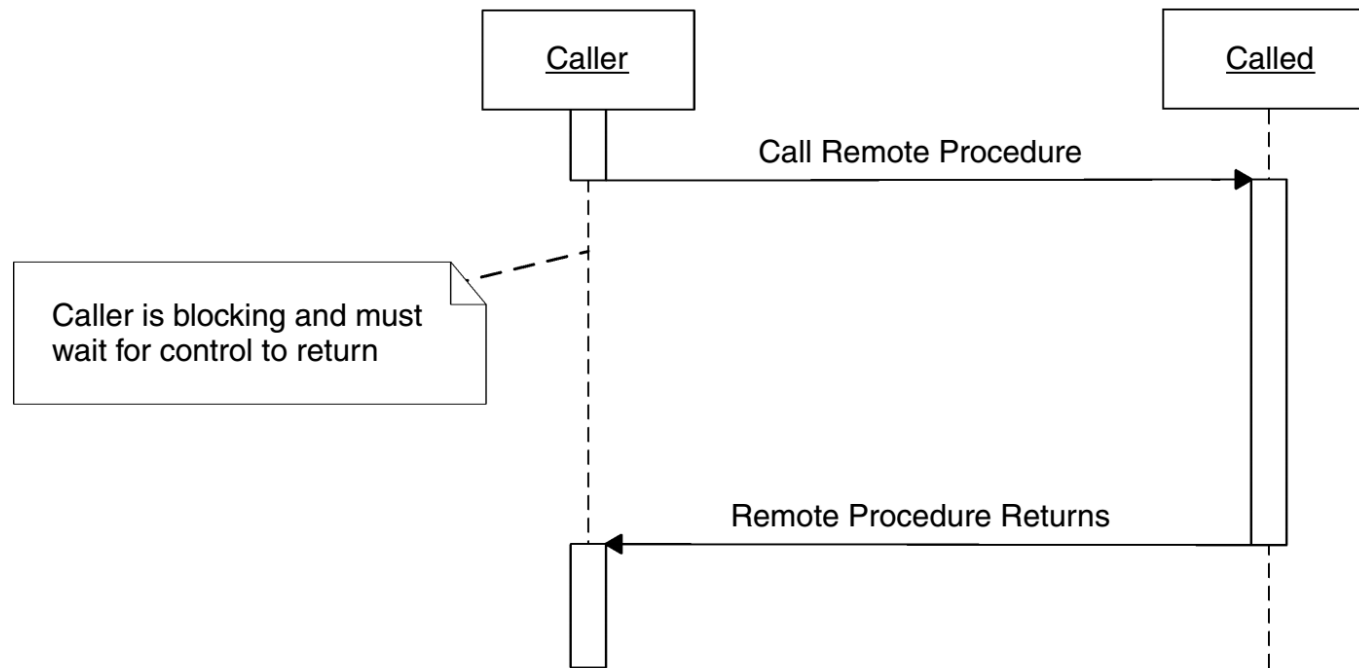 Caller
Called
Call Remote Procedure
Caller is blocking and must
wait for control to return
Remote Procedure Returns